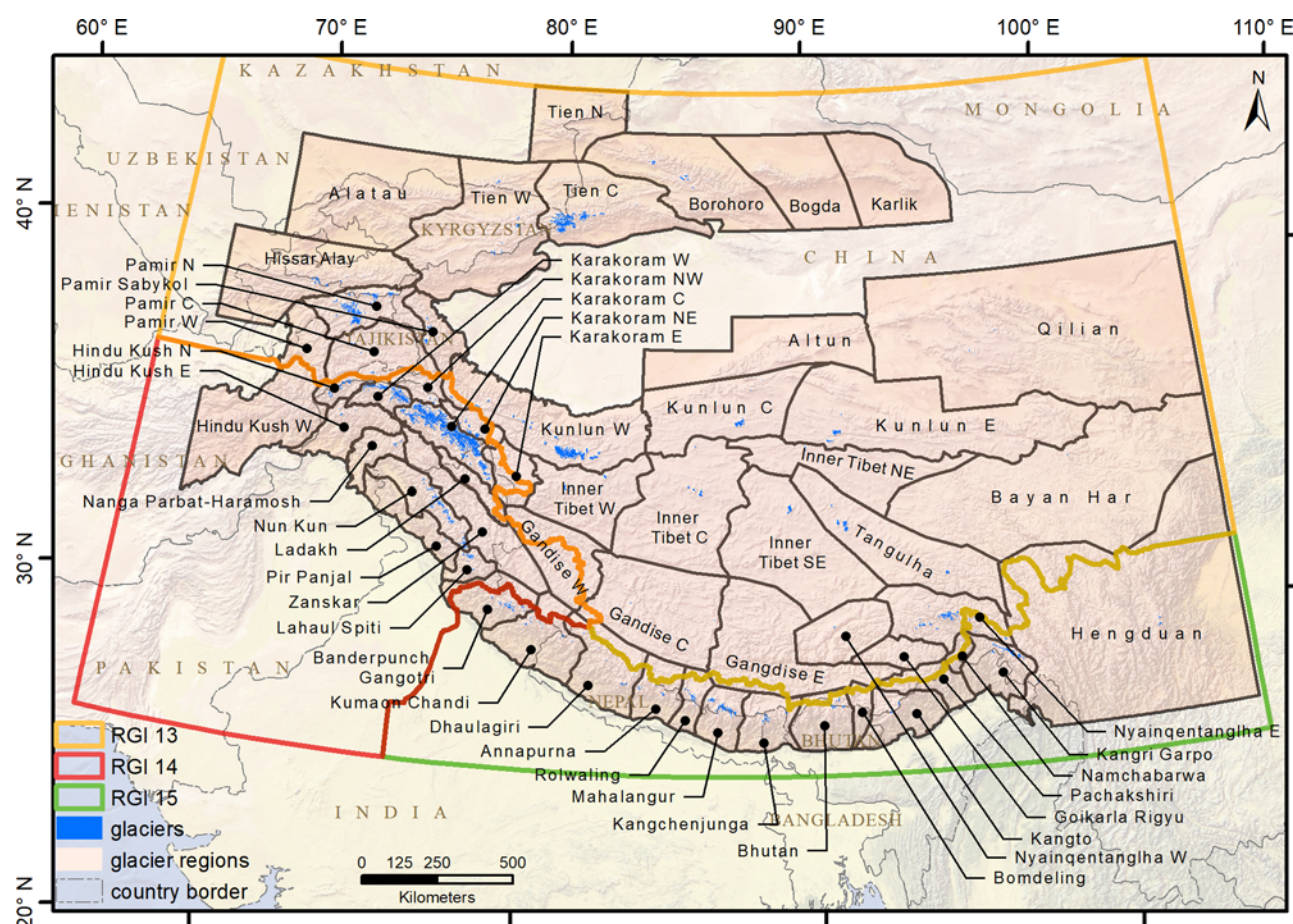 60° E
70° E
80° E
90° E
100° E
110° E
KAZAKHSTAN
N
MONGOLIA
Tien N
UZBEKISTAN
Alatau
Tien W
Tien C
40° N
MENISTAN
Borohoro
Bogda
Karlik
KYRGYZSTAN
Hissar Alay
CHINA
Pamir N
Pamir Sabykol
Pamir C
Pamir W
Hindu Kush N
Hindu Kush E
Karakoram W
Karakoram NW
Karakoram C
Karakoram NE
Karakoram E
TAJIKISTAN
Altun
Qilian
Kunlun C
Kunlun E
Hindu Kush W
Kunlun W
GHANISTAN
Inner Tibet NE
Nanga Parbat-Haramosh
Inner
Tibet W
Bayan Har
Nun Kun
Ladakh
Inner
Tibet C
Inner
Tibet SE
Tangulha
30° N
Gandise W
Pir Panjal
Zanskar
Lahaul Spiti
Gandise C
Hengduan
PAKISTAN
Banderpunch
Gangotri
Gangdise E
Kumaon Chandi
NEPAL
Dhaulagiri
Annapurna
BHUTAN
Nyainqentanglha E
Kangri Garpo
Rolwaling
Namchabarwa
Mahalangur
Pachakshiri
INDIA
Goikarla Rigyu
Kangchenjunga
BANGLADESH
Kangto
Bhutan
Nyainqentanglha W
Bomdeling
RGI 13
RGI 14
RGI 15
glaciers
glacier regions
country border
0 125 250 500
Kilometers
20° N